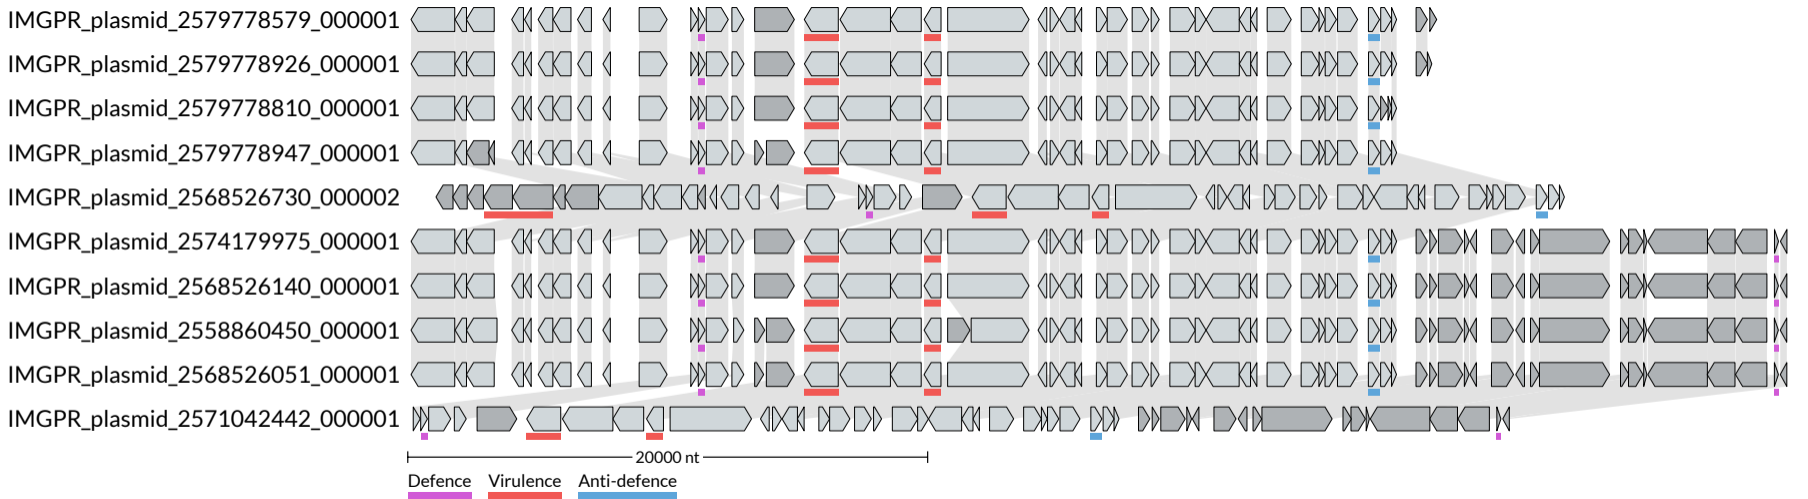 IMGPR_plasmid_2579778579_000001
IMGPR_plasmid_2579778926_000001
IMGPR_plasmid_2579778810_000001
IMGPR_plasmid_2579778947_000001
IMGPR_plasmid_2568526730_000002
IMGPR_plasmid_2574179975_000001
IMGPR_plasmid_2568526140_000001
IMGPR_plasmid_2558860450_000001
IMGPR_plasmid_2568526051_000001
IMGPR_plasmid_2571042442_000001
20000 nt
Defence Virulence Anti-defence